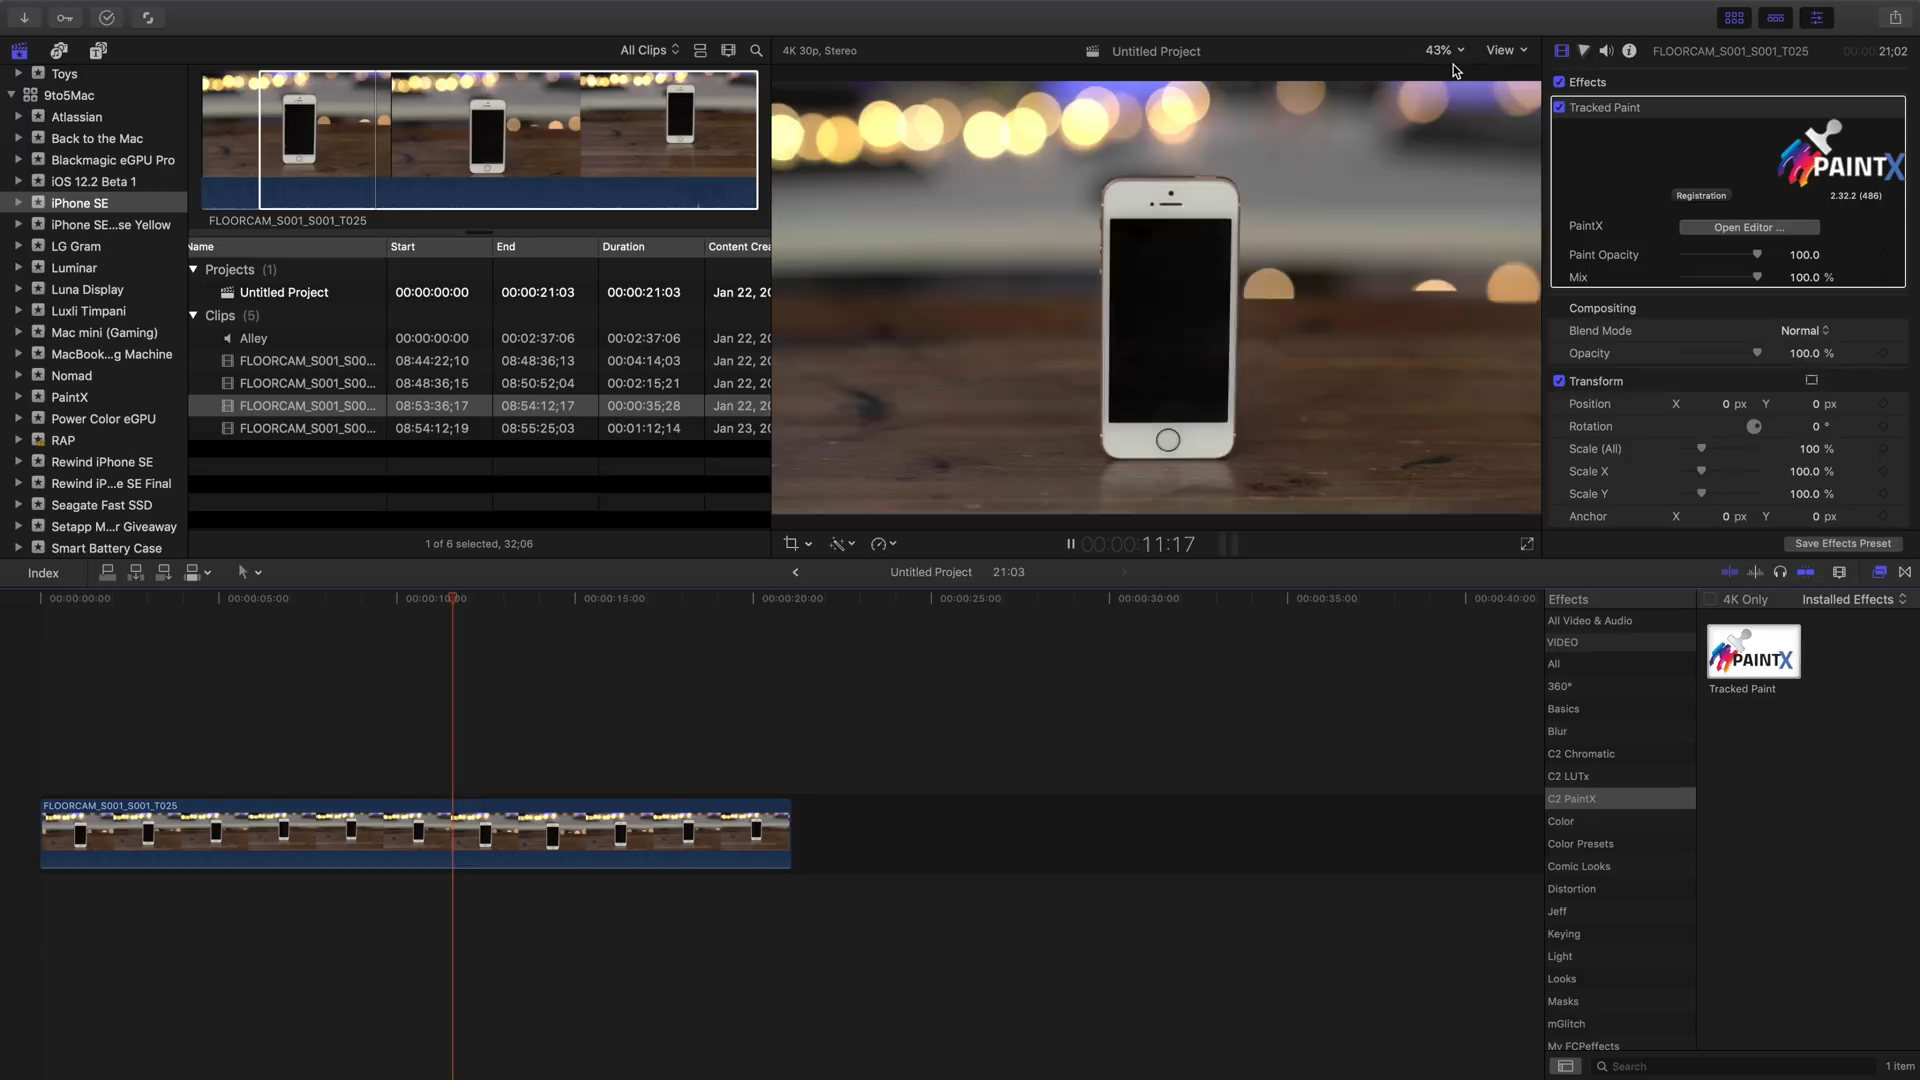 All Clips
4K 30p, Stereo
Untitled Project
43%
View
FLOORCAM_S001_S001_T025
00:00:21;02
Toys
9to5Mac
Atlassian
Back to the Mac
Blackmagic eGPU Pro
iOS 12.2 Beta 1
iPhone SE
iPhone SE...se Yellow
LG Gram
Luminar
Luna Display
Luxli Timpani
Mac mini (Gaming)
MacBook...g Machine
Nomad
PaintX
Power Color eGPU
RAP
Rewind iPhone SE
Rewind iP...e SE Final
Seagate Fast SSD
Setapp M...r Giveaway
Smart Battery Case
FLOORCAM_S001_S001_T025
Name Start End Duration Content Crea
Projects (1)
Untitled Project 00:00:00:00 00:00:21:03 00:00:21:03 Jan 22, 20
Clips (5)
Alley 00:00:00:00 00:02:37:06 00:02:37:06 Jan 22, 20
FLOORCAM_S001_S00... 08:44:22;10 08:48:36;13 00:04:14;03 Jan 22, 20
FLOORCAM_S001_S00... 08:48:36;15 08:50:52;04 00:02:15;21 Jan 22, 20
FLOORCAM_S001_S00... 08:53:36;17 08:54:12;17 00:00:35;28 Jan 22, 20
FLOORCAM_S001_S00... 08:54:12;19 08:55:25;03 00:01:12;14 Jan 23, 20
1 of 6 selected, 32;06
00:00:11:17
Effects
Tracked Paint
PAINTX
Registration
2.32.2 (486)
PaintX Open Editor ...
Paint Opacity 100.0
Mix 100.0 %
Compositing
Blend Mode Normal
Opacity 100.0 %
Transform
Position X 0 px Y 0 px
Rotation 0 °
Scale (All) 100 %
Scale X 100.0 %
Scale Y 100.0 %
Anchor X 0 px Y 0 px
Save Effects Preset
Index
Untitled Project 21:03
00:00:00:00 00:00:05:00 00:00:10:00 00:00:15:00 00:00:20:00 00:00:25:00 00:00:30:00 00:00:35:00 00:00:40:00
FLOORCAM_S001_S001_T025
Effects
4K Only
Installed Effects
All Video & Audio
VIDEO
All
360°
Basics
Blur
C2 Chromatic
C2 LUTx
C2 PaintX
Color
Color Presets
Comic Looks
Distortion
Jeff
Keying
Light
Looks
Masks
mGlitch
My FCPeffects
PAINTX
Tracked Paint
Search
1 item